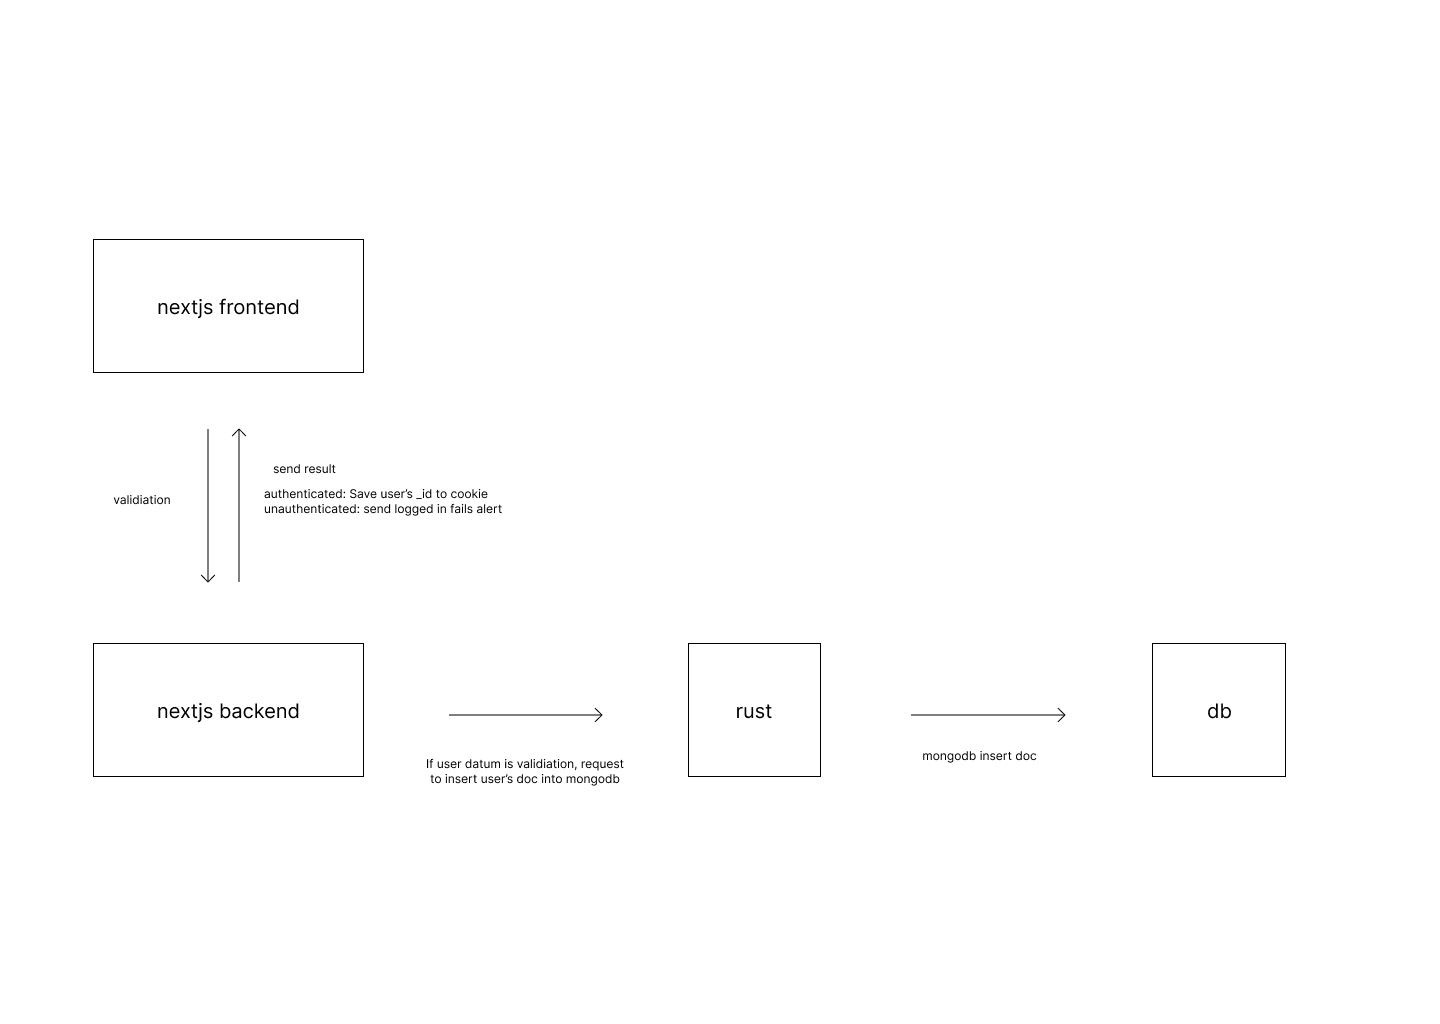 nextjs frontend
send result
validiation
authenticated: Save user’s _id to cookie
unauthenticated: send logged in fails alert
nextjs backend
rust
db
If user datum is validiation, request
to insert user’s doc into mongodb
mongodb insert doc